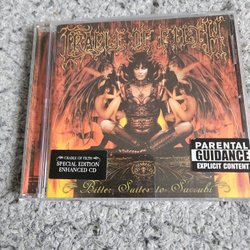 CRADLE OF FILTH
CRADLE OF FILTH
SPECIAL EDITION
ENHANCED CD
PARENTAL
GUIDANCE
EXPLICIT CONTENT
Bitter Suites to Succubi